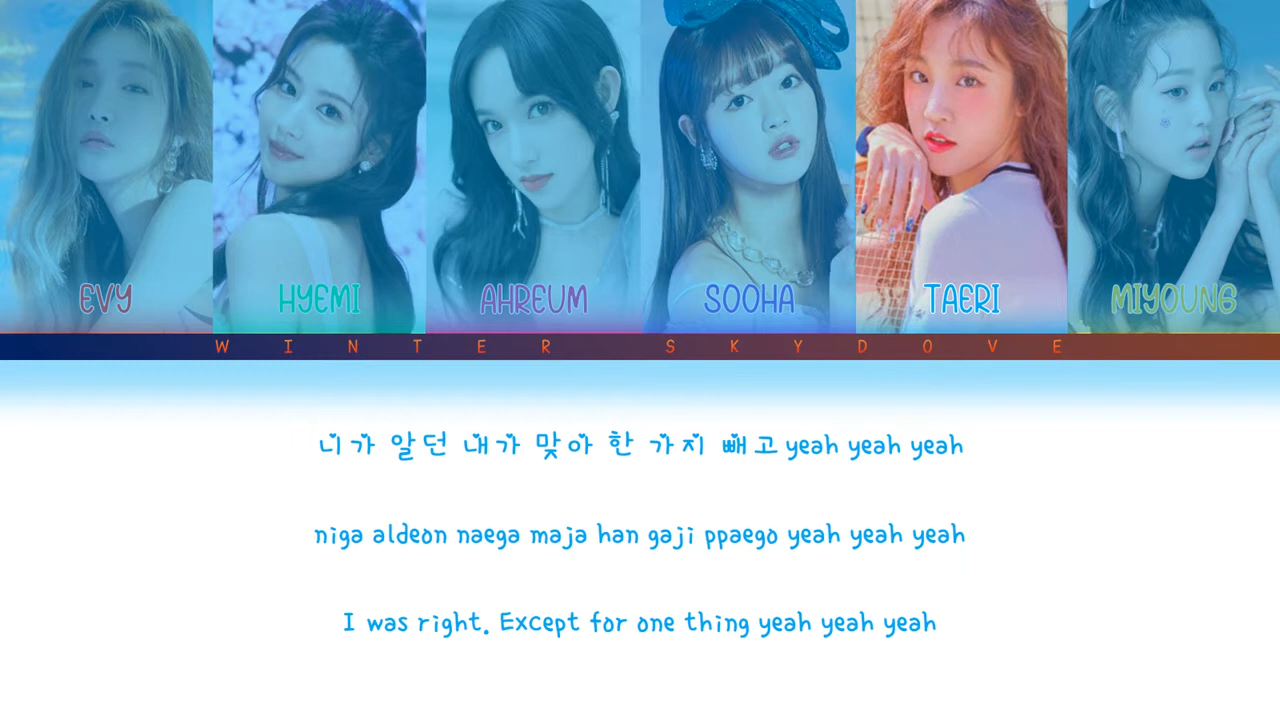 EVY HYEMI AHREUM SOOHA TAERI MIYOUNG
WINTER SKYDOVE
니가 알던 내가 맞아 한 가지 빼고 yeah yeah yeah
niga aldeon naega maja han gaji ppaego yeah yeah yeah
I was right. Except for one thing yeah yeah yeah